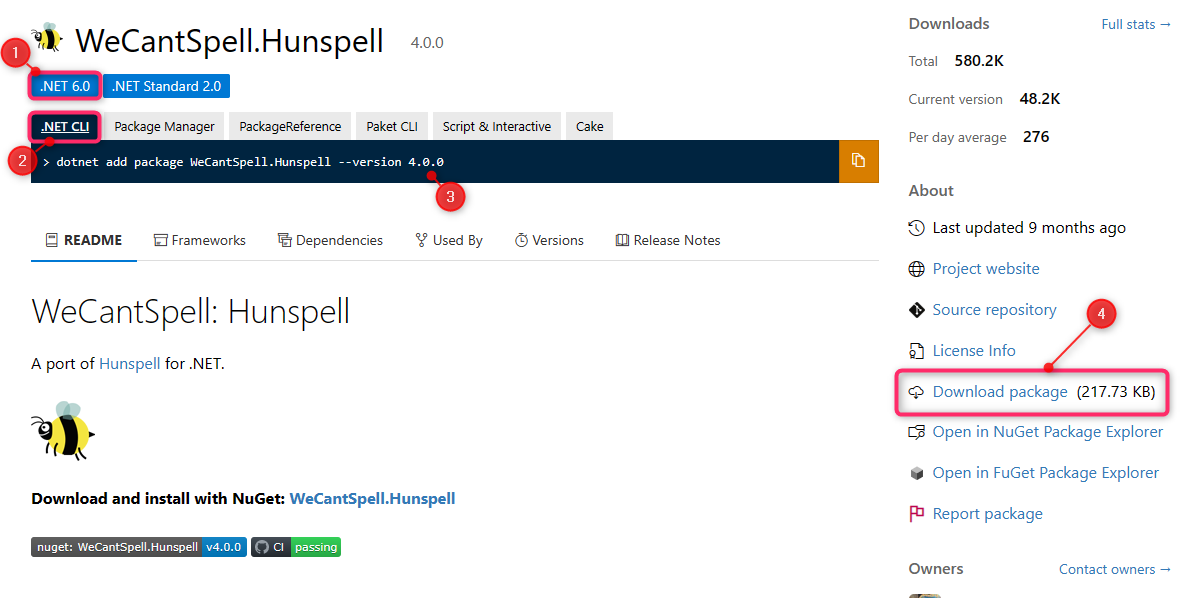 WeCantSpell.Hunspell 4.0.0
1
.NET 6.0 .NET Standard 2.0
.NET CLI Package Manager PackageReference Paket CLI Script & Interactive Cake
2
> dotnet add package WeCantSpell.Hunspell --version 4.0.0
3
README Frameworks Dependencies Used By Versions Release Notes
WeCantSpell: Hunspell
A port of Hunspell for .NET.
Download and install with NuGet: WeCantSpell.Hunspell
nuget: WeCantSpell.Hunspell v4.0.0 CI passing
Downloads Full stats →
Total 580.2K
Current version 48.2K
Per day average 276
About
Last updated 9 months ago
Project website
Source repository
4
License Info
Download package (217.73 KB)
Open in NuGet Package Explorer
Open in FuGet Package Explorer
Report package
Owners Contact owners →